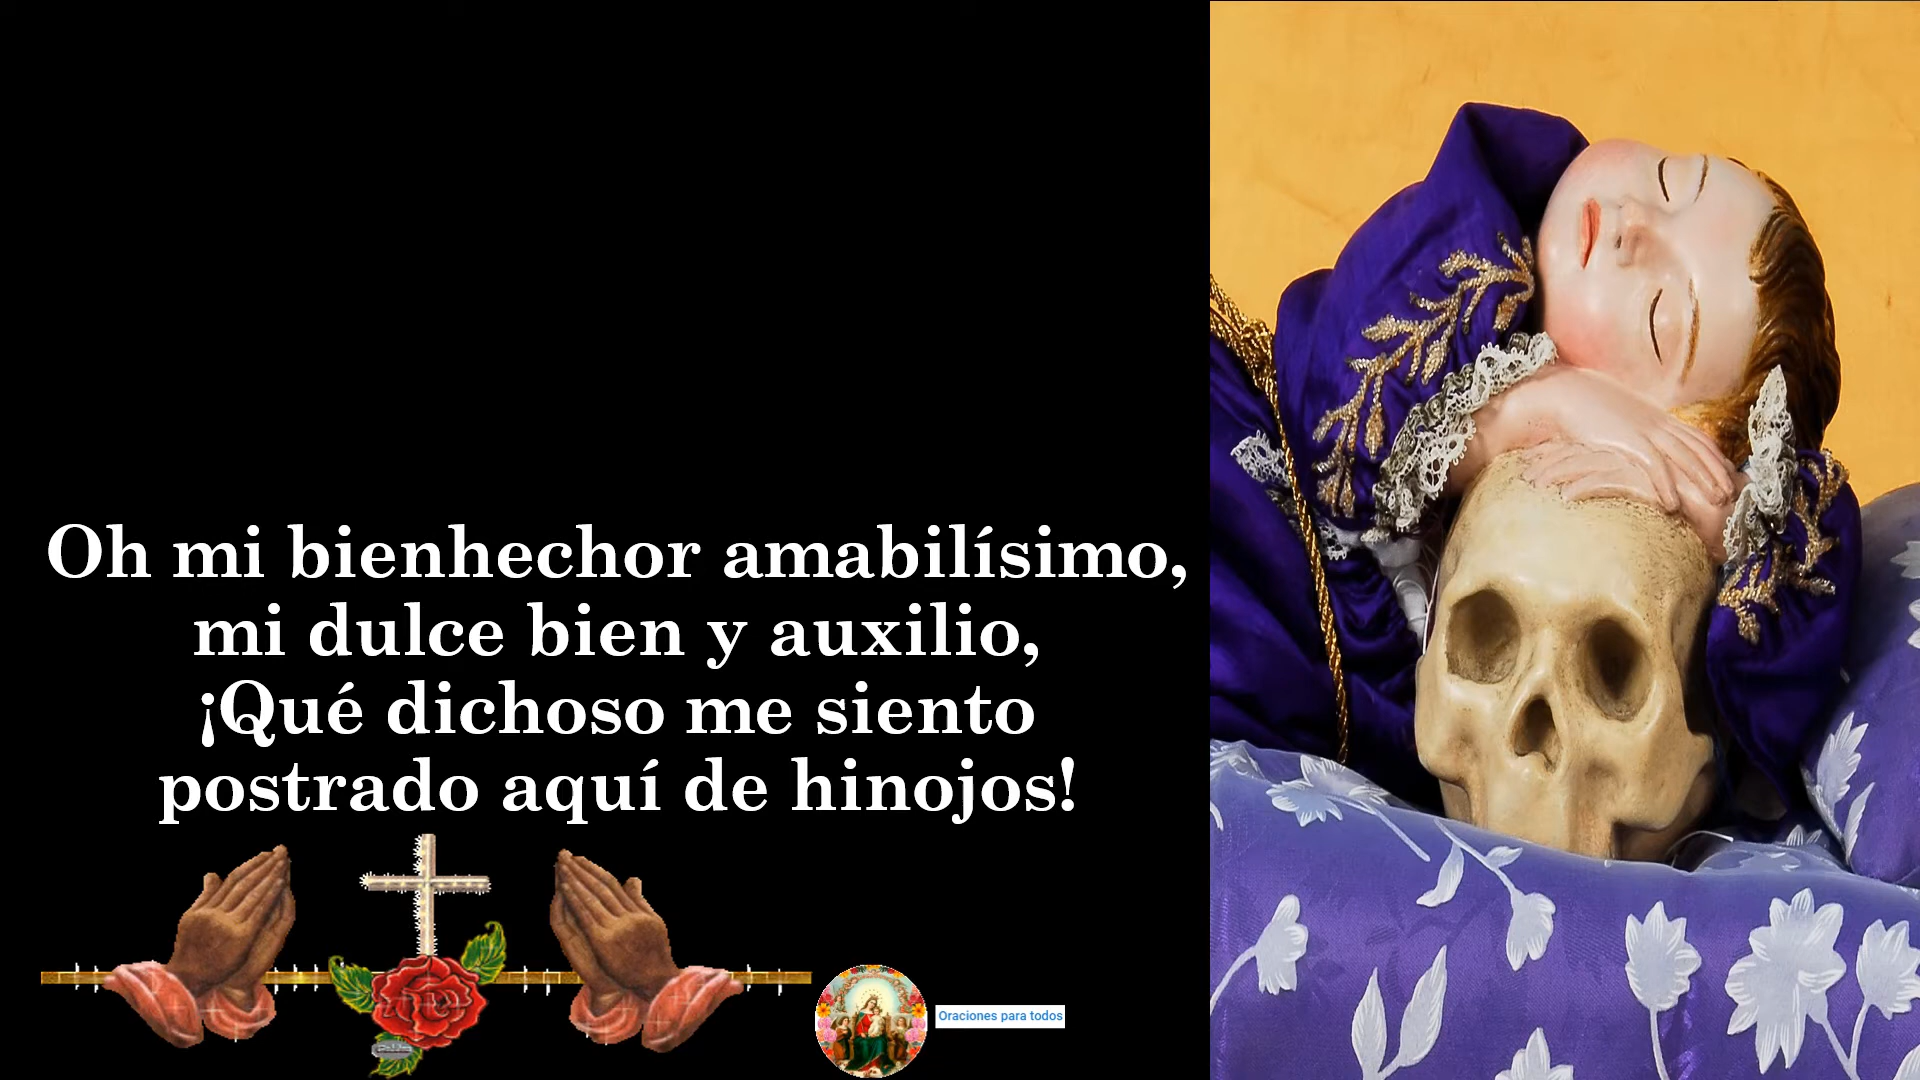 Oh mi bienhechor amabilísimo,
mi dulce bien y auxilio,
¡Qué dichoso me siento
postrado aquí de hinojos!
Oraciones para todos